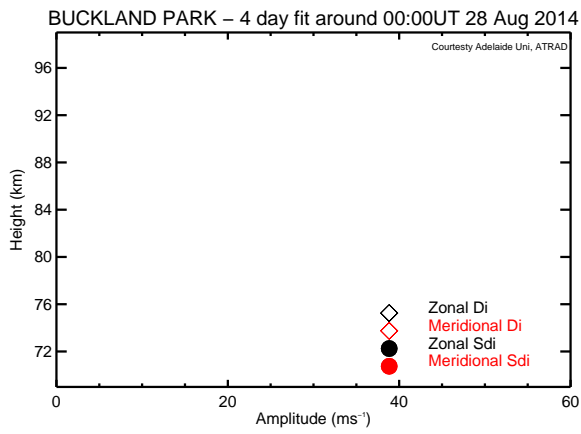 BUCKLAND PARK – 4 day fit around 00:00UT 28 Aug 2014
Courtesty Adelaide Uni, ATRAD
96
92
88
84
80
76
72
Height (km)
Zonal Di
Meridional Di
Zonal Sdi
Meridional Sdi
0 20 40 60
Amplitude (ms⁻¹)